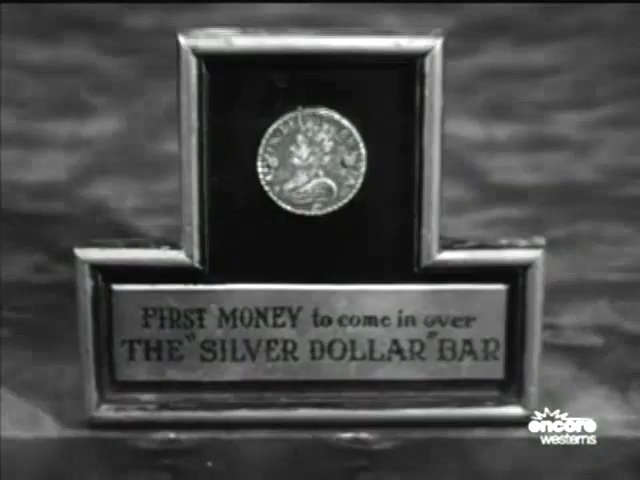 FIRST MONEY to come in over
THE "SILVER DOLLAR" BAR
encore
westerns